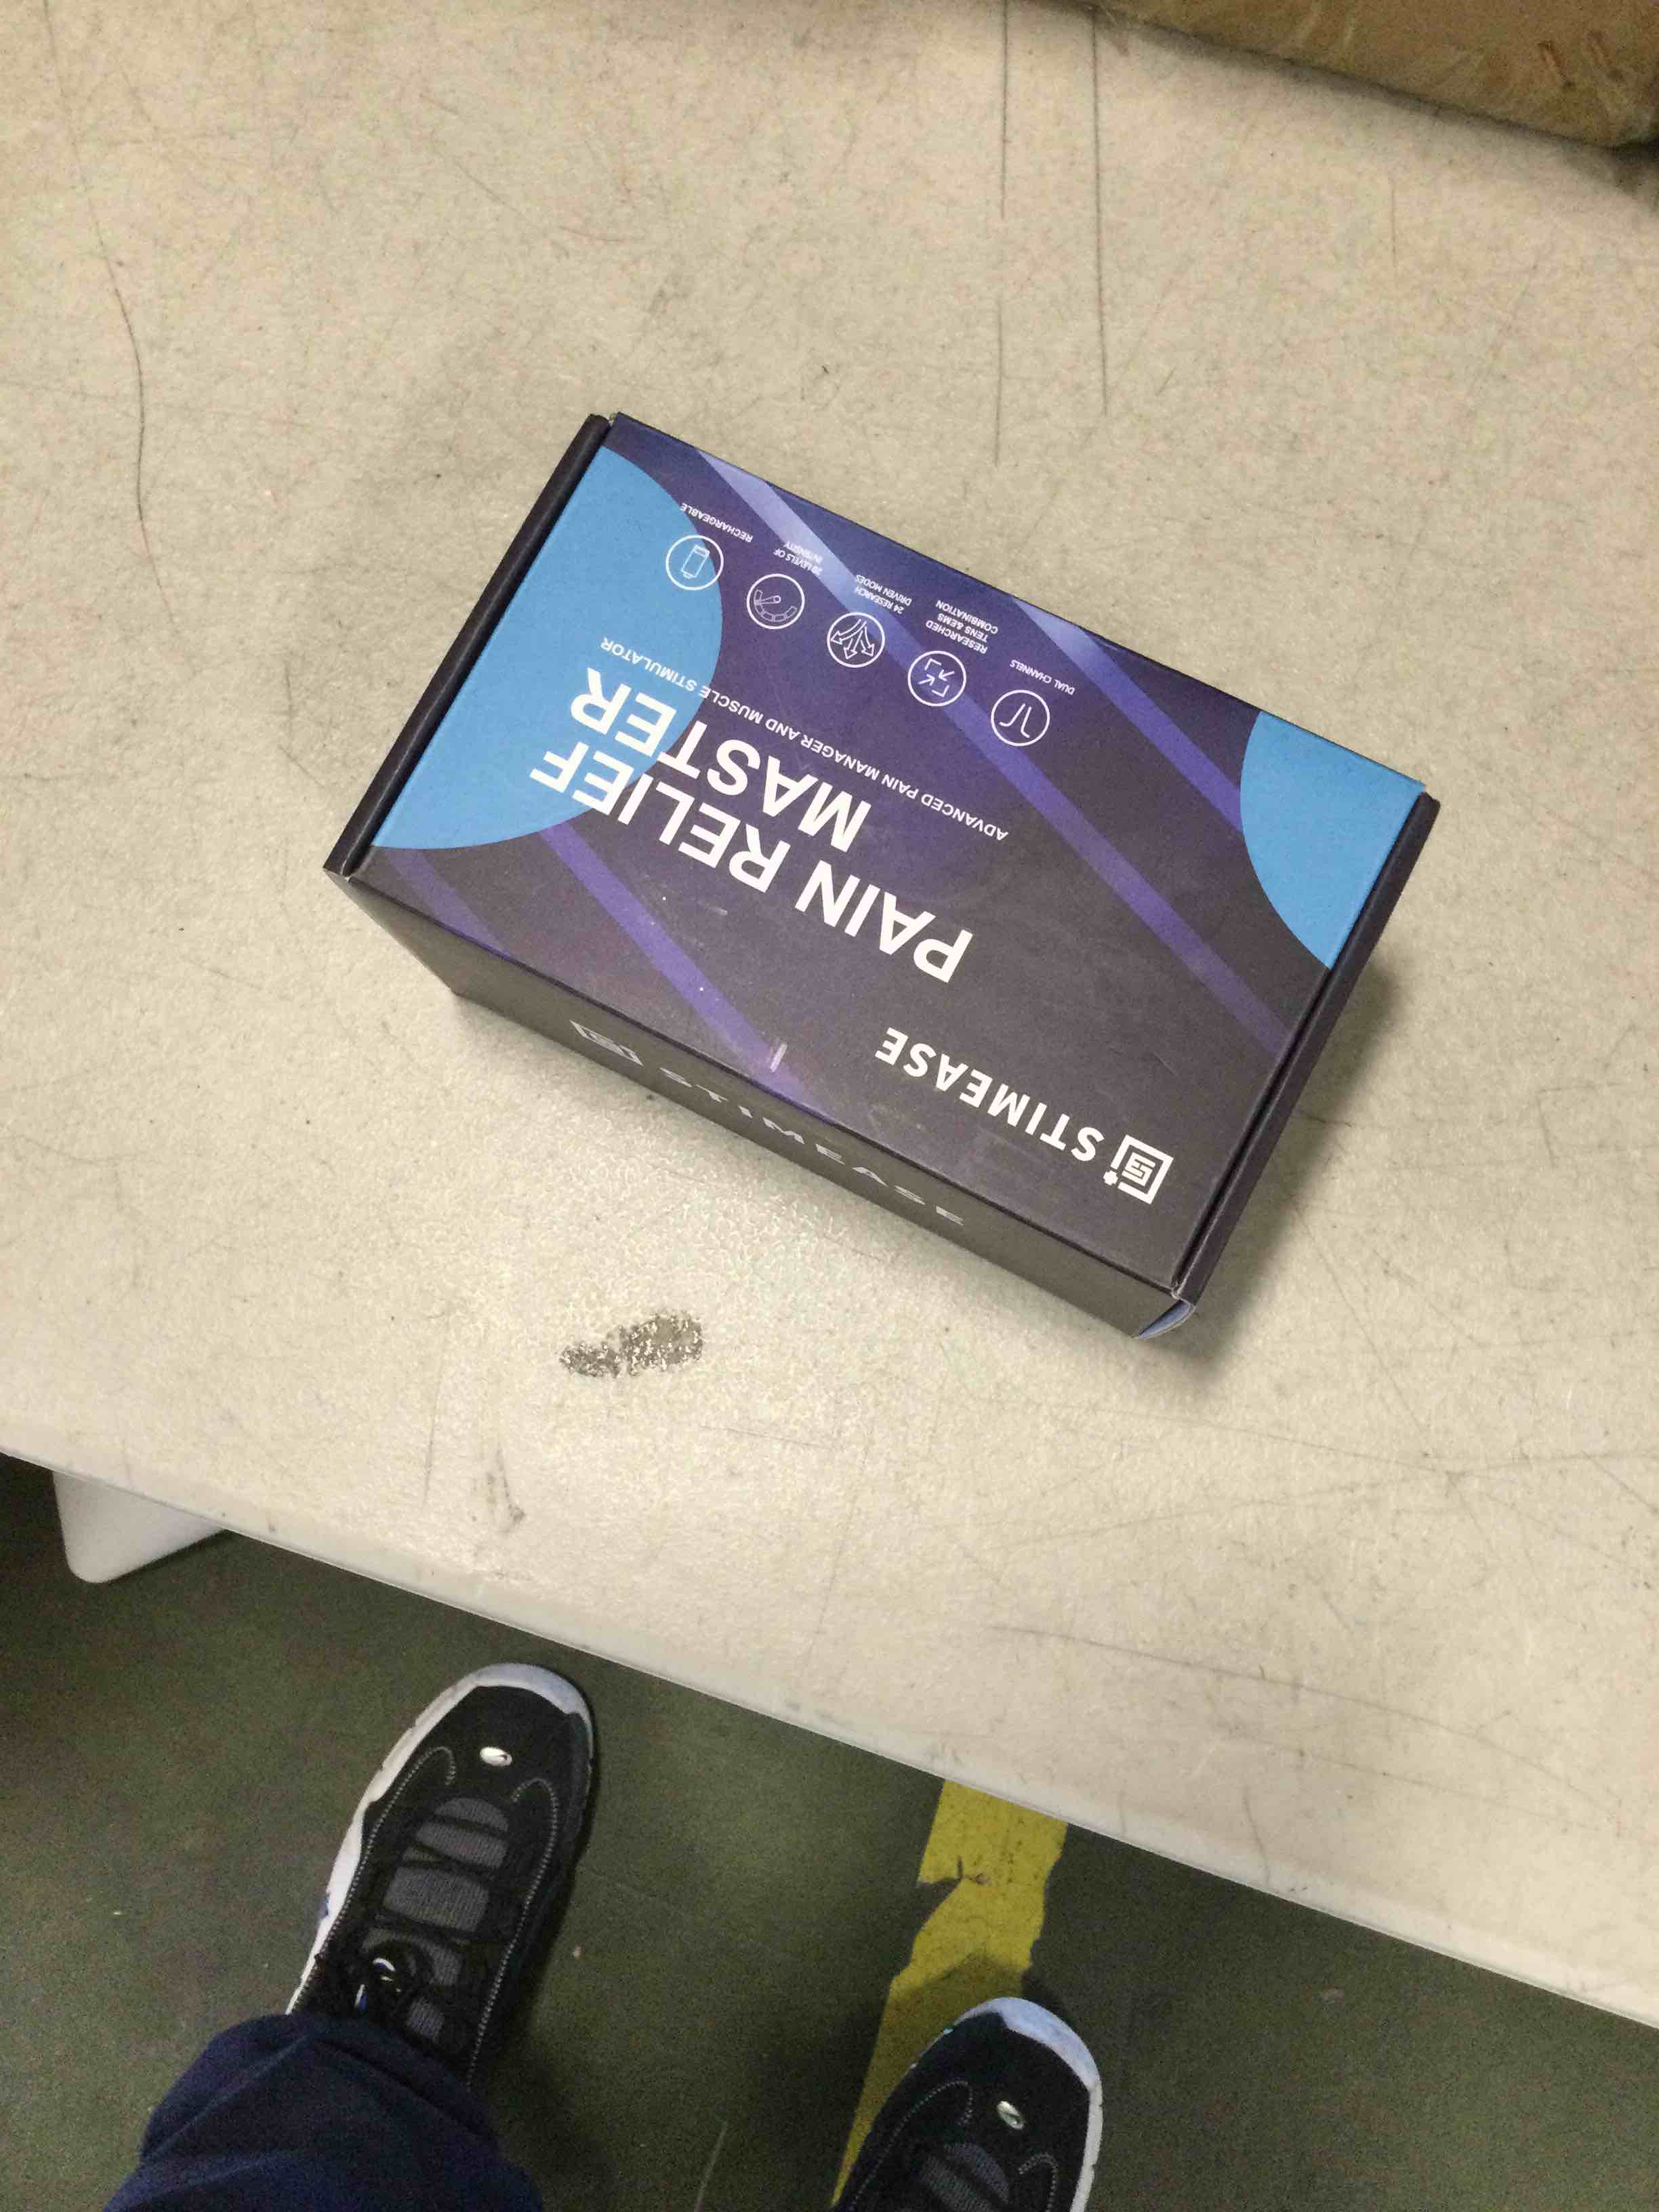 STIMEASE
PAIN RELIEF
MASTER
ADVANCED PAIN MANAGER AND MUSCLE STIMULATOR
DUAL CHANNELS
RESEARCHED
TENS &EMS
COMBINATION
24 RESEARCH
DRIVEN MODES
20 LEVELS OF
INTENSITY
RECHARGEABLE
STIMEASE